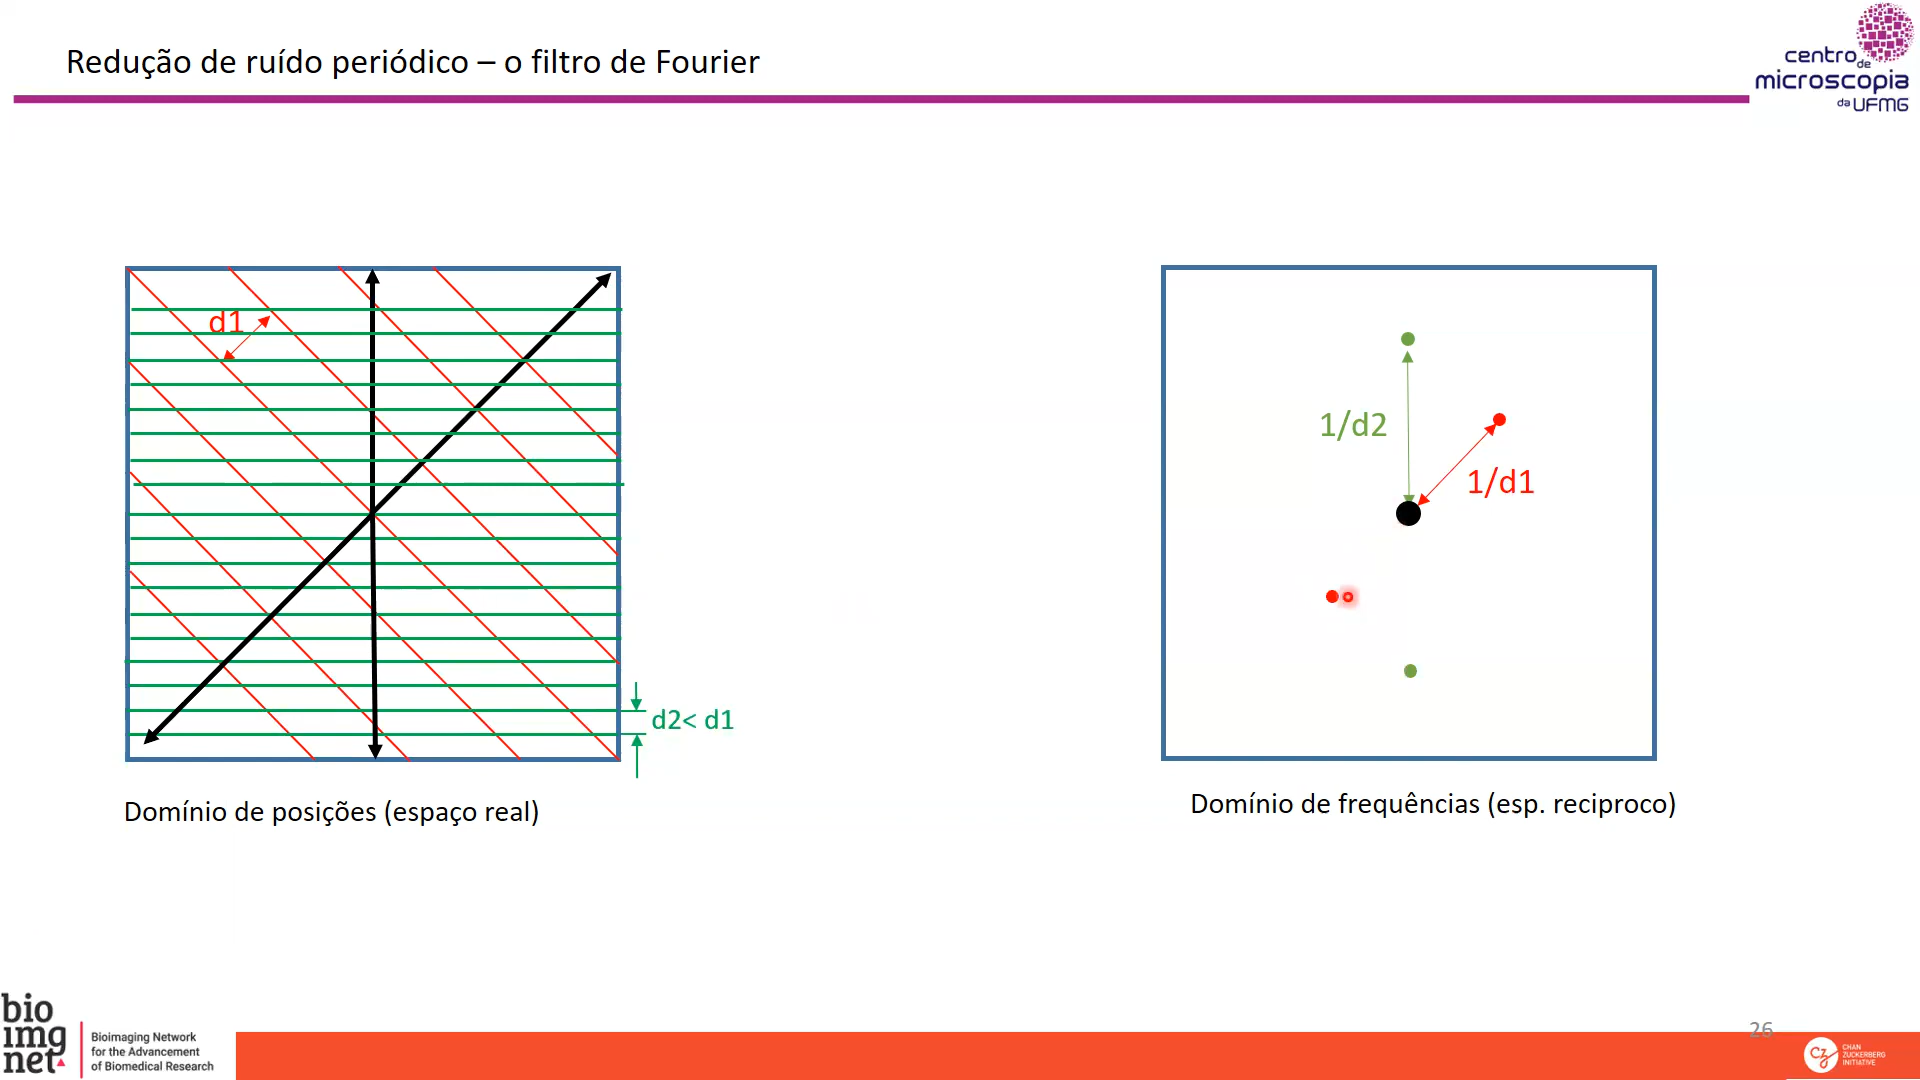 Redução de ruído periódico – o filtro de Fourier
centro de
microscopia
da UFMG
d1
1/d2
1/d1
d2< d1
Domínio de posições (espaço real)
Domínio de frequências (esp. reciproco)
26
bio
img
net
Bioimaging Network
for the Advancement
of Biomedical Research
CZ
CHAN
ZUCKERBERG
INITIATIVE